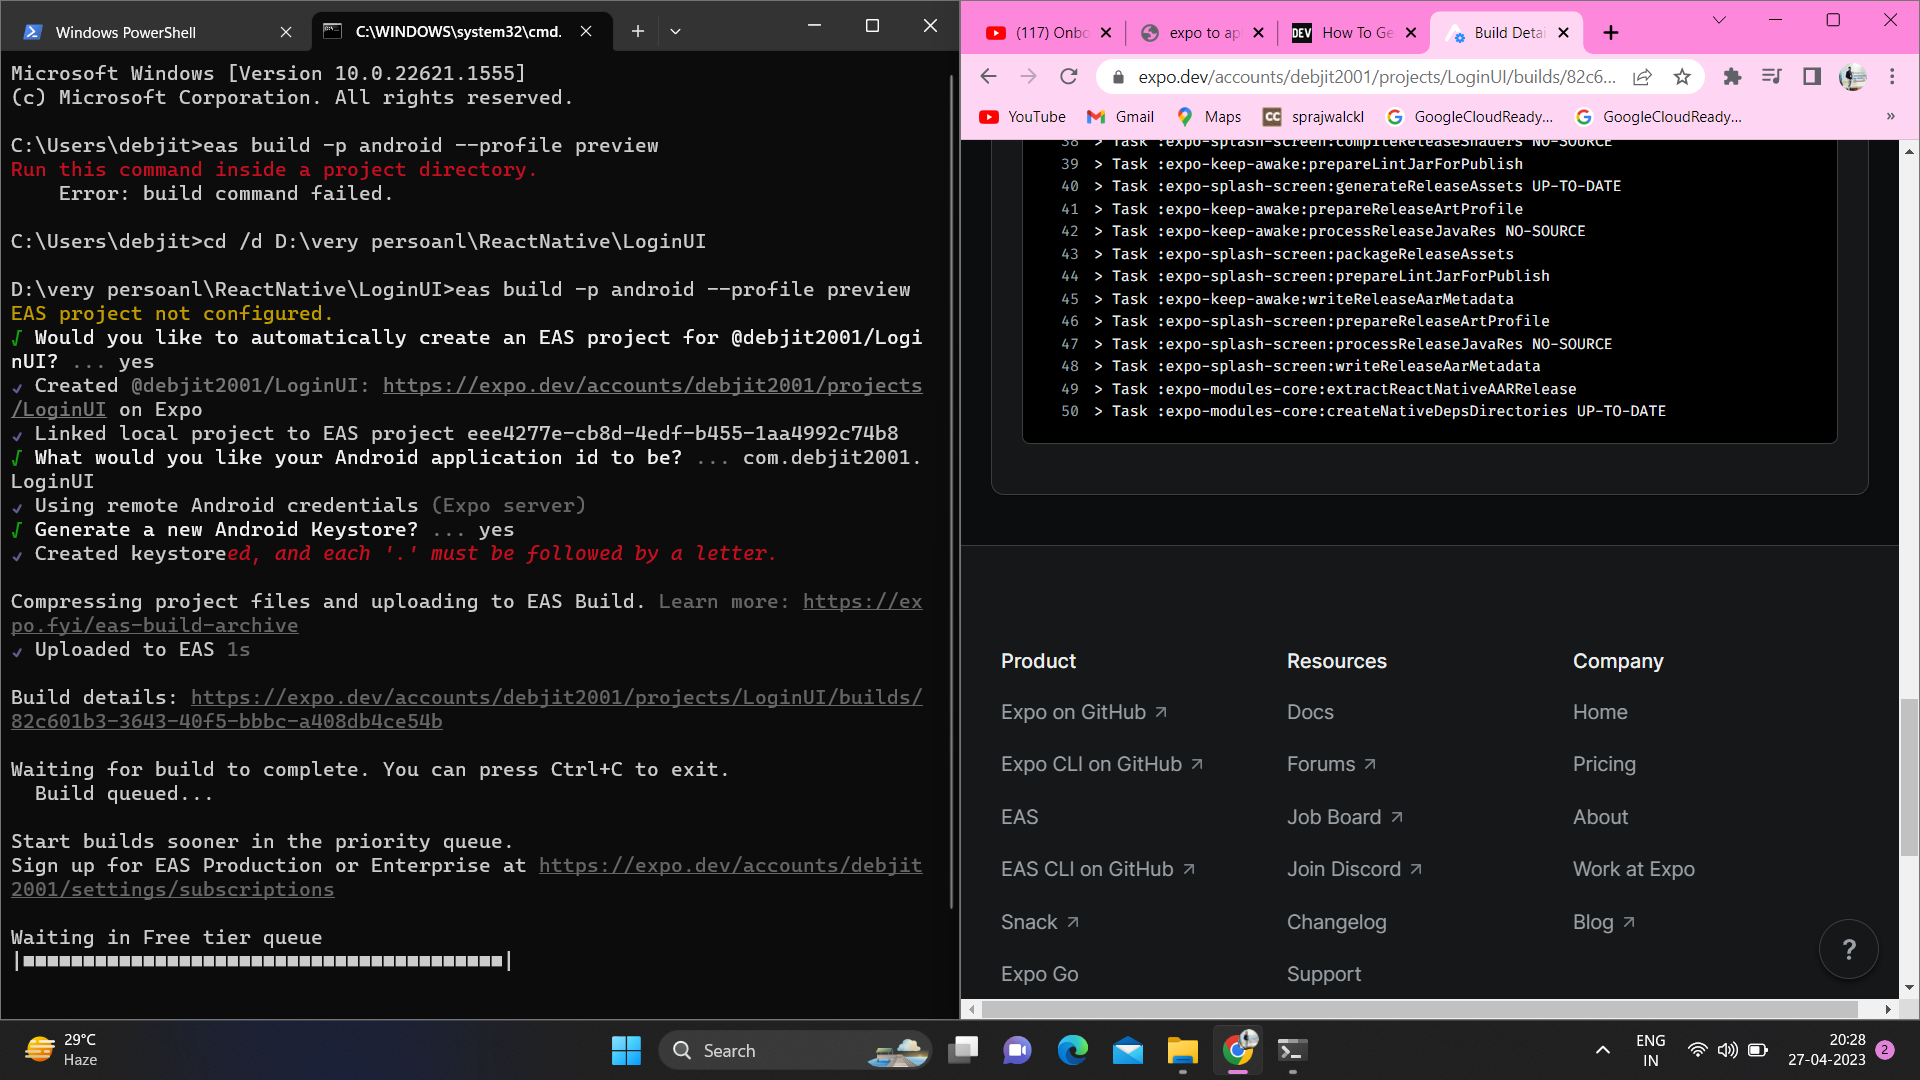 Windows PowerShell
C:\WINDOWS\system32\cmd.
Microsoft Windows [Version 10.0.22621.1555]
(c) Microsoft Corporation. All rights reserved.
C:\Users\debjit>eas build -p android --profile preview
Run this command inside a project directory.
Error: build command failed.
C:\Users\debjit>cd /d D:\very persoanl\ReactNative\LoginUI
D:\very persoanl\ReactNative\LoginUI>eas build -p android --profile preview
EAS project not configured.
√ Would you like to automatically create an EAS project for @debjit2001/Logi
nUI? ... yes
✔ Created @debjit2001/LoginUI: https://expo.dev/accounts/debjit2001/projects
/LoginUI on Expo
✔ Linked local project to EAS project eee4277e-cb8d-4edf-b455-1aa4992c74b8
√ What would you like your Android application id to be? ... com.debjit2001.
LoginUI
✔ Using remote Android credentials (Expo server)
√ Generate a new Android Keystore? ... yes
✔ Created keystoreed, and each '.' must be followed by a letter.
Compressing project files and uploading to EAS Build. Learn more: https://ex
po.fyi/eas-build-archive
✔ Uploaded to EAS 1s
Build details: https://expo.dev/accounts/debjit2001/projects/LoginUI/builds/
82c601b3-3643-40f5-bbbc-a408db4ce54b
Waiting for build to complete. You can press Ctrl+C to exit.
Build queued...
Start builds sooner in the priority queue.
Sign up for EAS Production or Enterprise at https://expo.dev/accounts/debjit
2001/settings/subscriptions
Waiting in Free tier queue
(117) Onbo
expo to ap
DEV How To Ge
Build Detai
expo.dev/accounts/debjit2001/projects/LoginUI/builds/82c6...
YouTube
Gmail
Maps
CC sprajwalckl
GoogleCloudReady...
GoogleCloudReady...
»
38 > Task :expo-splash-screen:compileReleaseShaders NO-SOURCE
39 > Task :expo-keep-awake:prepareLintJarForPublish
40 > Task :expo-splash-screen:generateReleaseAssets UP-TO-DATE
41 > Task :expo-keep-awake:prepareReleaseArtProfile
42 > Task :expo-keep-awake:processReleaseJavaRes NO-SOURCE
43 > Task :expo-splash-screen:packageReleaseAssets
44 > Task :expo-splash-screen:prepareLintJarForPublish
45 > Task :expo-keep-awake:writeReleaseAarMetadata
46 > Task :expo-splash-screen:prepareReleaseArtProfile
47 > Task :expo-splash-screen:processReleaseJavaRes NO-SOURCE
48 > Task :expo-splash-screen:writeReleaseAarMetadata
49 > Task :expo-modules-core:extractReactNativeAARRelease
50 > Task :expo-modules-core:createNativeDepsDirectories UP-TO-DATE
Product
Expo on GitHub ↗
Expo CLI on GitHub ↗
EAS
EAS CLI on GitHub ↗
Snack ↗
Expo Go
Resources
Docs
Forums ↗
Job Board ↗
Join Discord ↗
Changelog
Support
Company
Home
Pricing
About
Work at Expo
Blog ↗
?
29°C
Haze
Search
ENG
IN
20:28
27-04-2023
2